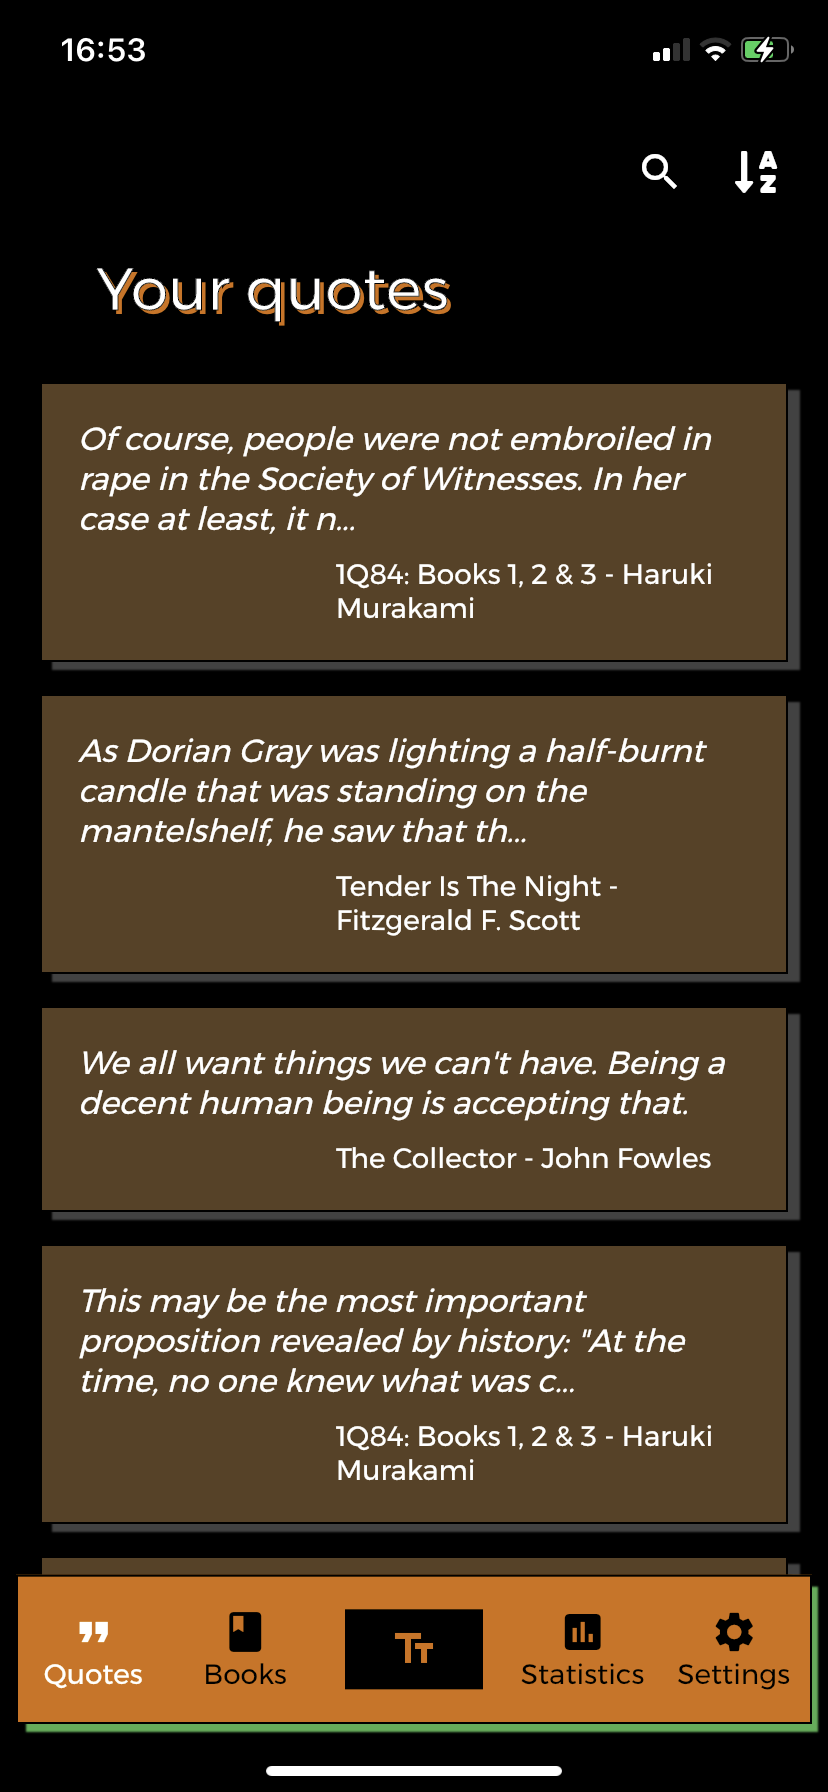 16:53
A
Z
Your quotes
Of course, people were not embroiled in
rape in the Society of Witnesses. In her
case at least, it n...
1Q84: Books 1, 2 & 3 - Haruki
Murakami
As Dorian Gray was lighting a half-burnt
candle that was standing on the
mantelshelf, he saw that th...
Tender Is The Night -
Fitzgerald F. Scott
We all want things we can't have. Being a
decent human being is accepting that.
The Collector - John Fowles
This may be the most important
proposition revealed by history: "At the
time, no one knew what was c...
1Q84: Books 1, 2 & 3 - Haruki
Murakami
TT
Quotes Books Statistics Settings